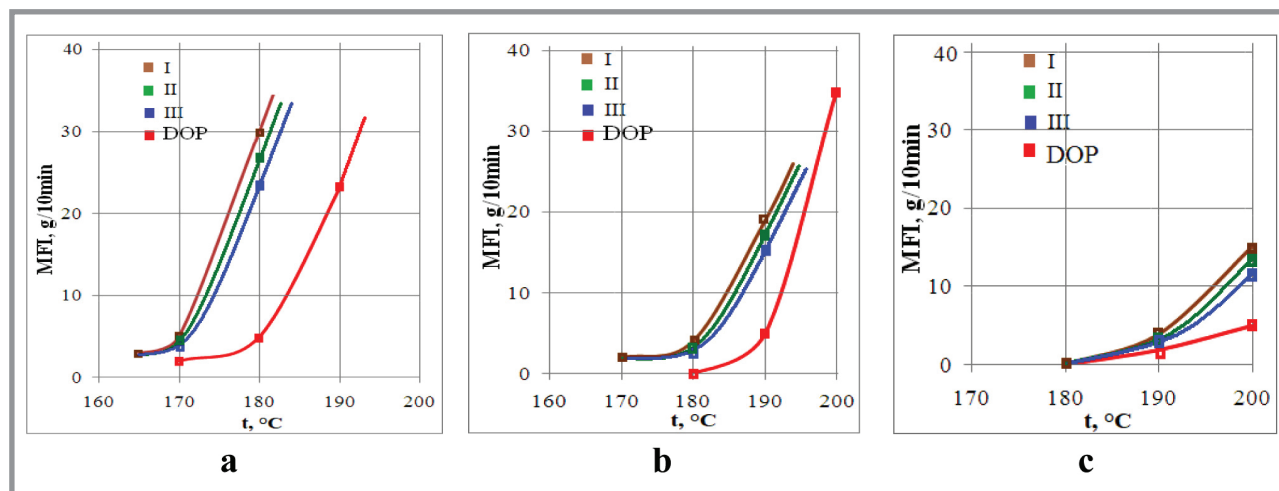 40
30
20
10
0
MFI, g/10min
I
II
III
DOP
160 170 180 190 200
t, °C
a
40
30
20
10
0
MFI, g/10min
I
II
III
DOP
160 170 180 190 200
t, °C
b
40
30
20
10
0
MFI, g/10min
I
II
III
DOP
170 180 190 200
t, °C
c